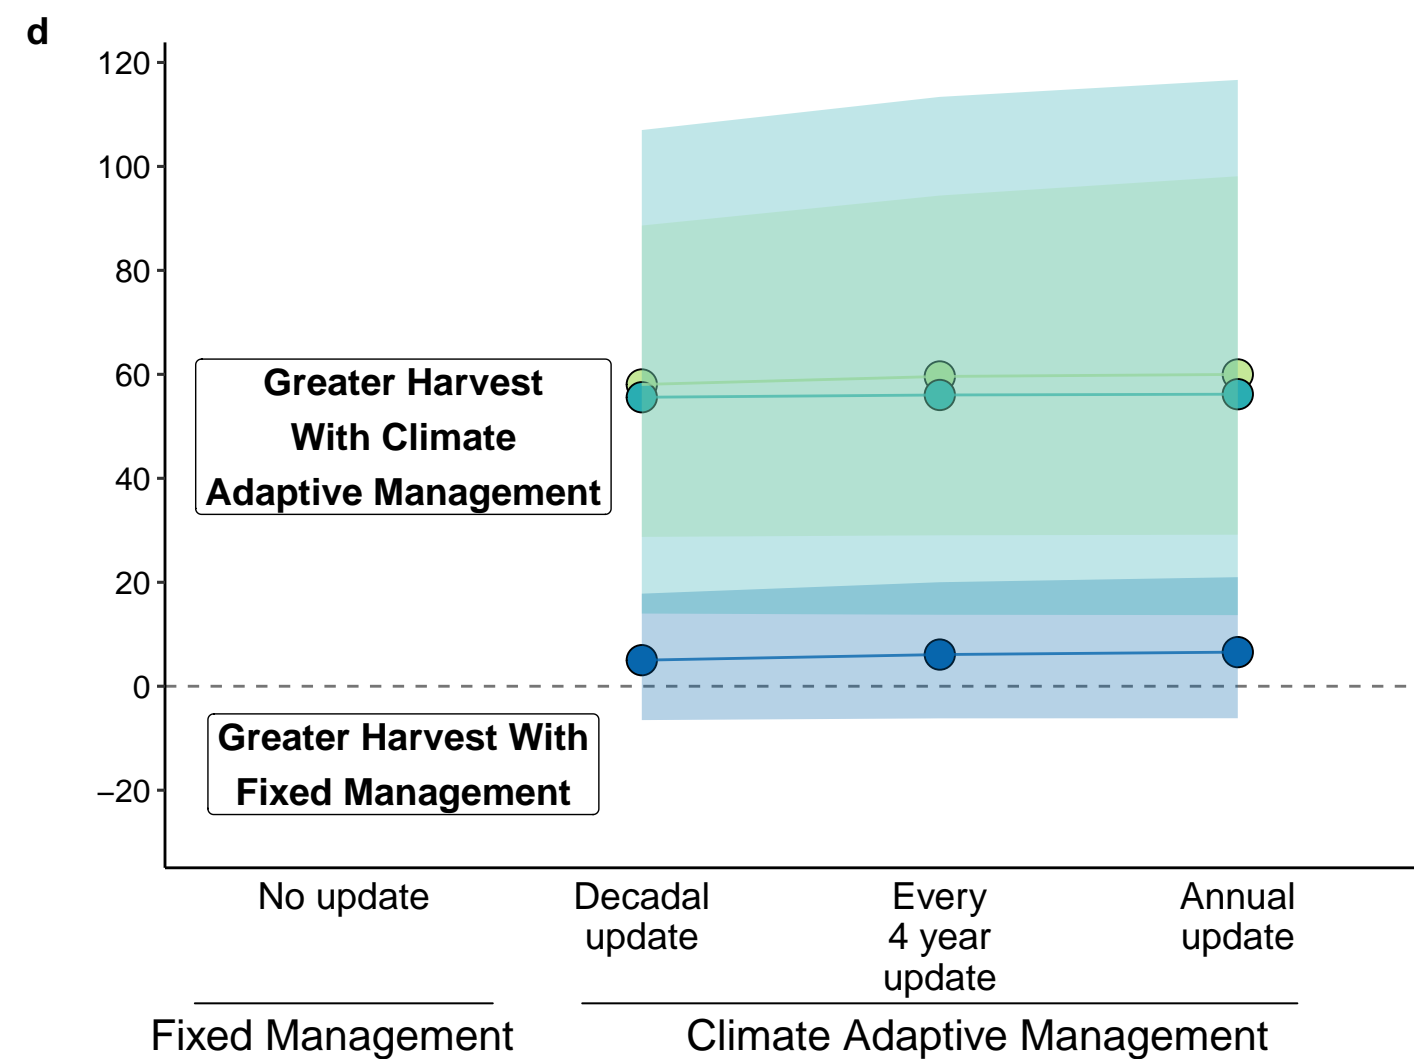 d
120
100
80
60
40
20
0
−20
Greater Harvest
With Climate
Adaptive Management
Greater Harvest With
Fixed Management
No update
Decadal
update
Every
4 year
update
Annual
update
Fixed Management
Climate Adaptive Management